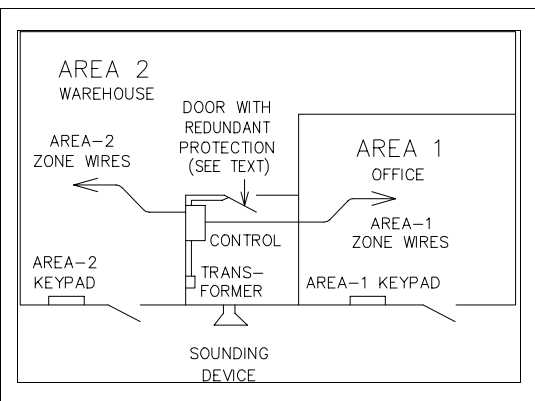 AREA 2
WAREHOUSE
DOOR WITH
REDUNDANT
PROTECTION
(SEE TEXT)
AREA-2
ZONE WIRES
AREA 1
OFFICE
AREA-1
ZONE WIRES
CONTROL
AREA-2
KEYPAD
TRANS-
FORMER
AREA-1 KEYPAD
SOUNDING
DEVICE